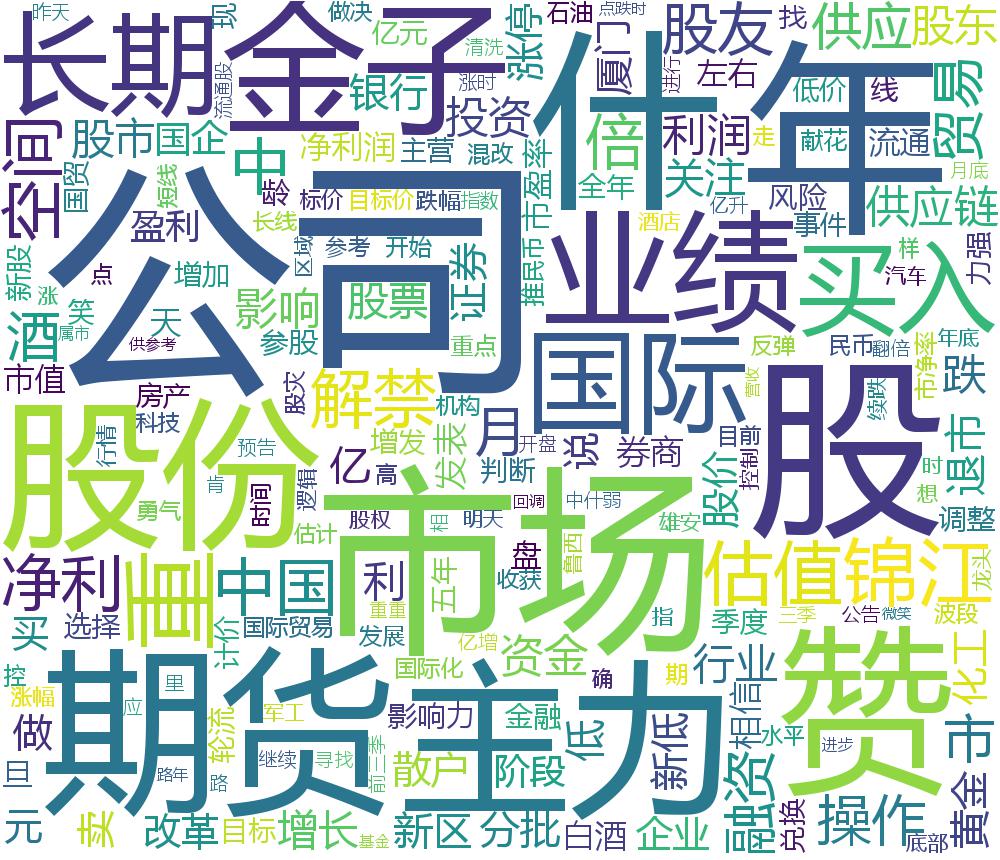 昨天
现
做决
石油
点跌时
找
供应
股东
长期
金子
亿元
清洗
涨停
厦门
股友
什
年
流通股
银行
涨时
进行
左右
低价
线
贸易
空间
股市
国企
中
投资
倍
利润
净利润
主营
混改
市盈率
献花
走
流通
月底
国贸
短线
龄
标价
目标价
跌幅
指数
全年
关注
风险
供应链
公司
盈利
长线
区域
参考
开始
证券
推民币
酒店
亿升
事件
样
力强
新股
点
增加
影响
股票
业绩
买入
汽车
涨
笑
天
酒
属市
供参考
参股
重点
国际
反弹
民币
翻倍
年底
市值
房产
股灾
解禁
机构
营收
股
续跌
市净率
跌
科技
行情
股份
预告
增发
发表
月
开盘
说
券商
目前
控制
退市
时
亿
高
判断
股价
想
勇气
肯
时间
逻辑
估计
股权
相
明天
市场
回调
中什弱
雄安
调整
净利
重
中国
利
五年
盘
收获
鲁西
估值
锦江
龙头
买
选择
计价
国际贸易
重重
发展
亿增
指
季度
三季
公告
微笑
波段
控
期货
主力
国际化
资金
确
期
行业
赞
化工
涨幅
里
应
军工
影响力
金融
低
新低
相信
业
水平
做
轮流
前三季
散户
阶段
融资
进步
市
旦
路年
路
继续
寻找
元
卖
改革
目标
增长
基金
新区
分批
白酒
企业
兑换
操作
底部
黄金